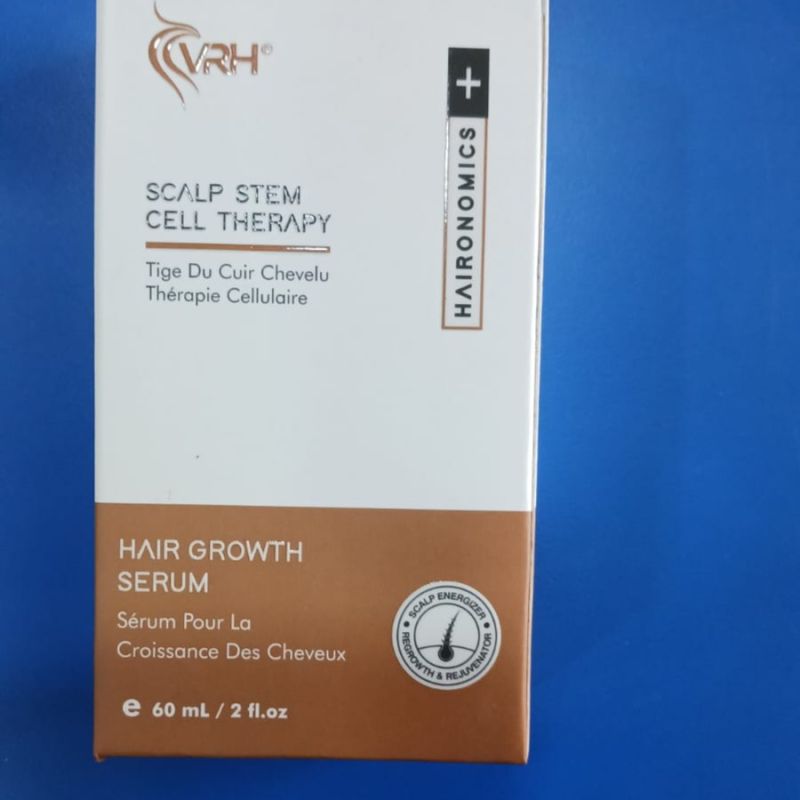 VRH®
+
HAIRONOMICS
SCALP STEM
CELL THERAPY
Tige Du Cuir Chevelu
Thérapie Cellulaire
HAIR GROWTH
SERUM
Sérum Pour La
Croissance Des Cheveux
SCALP ENERGIZER
REGROWTH & REJUVENATOR
e 60 mL / 2 fl.oz